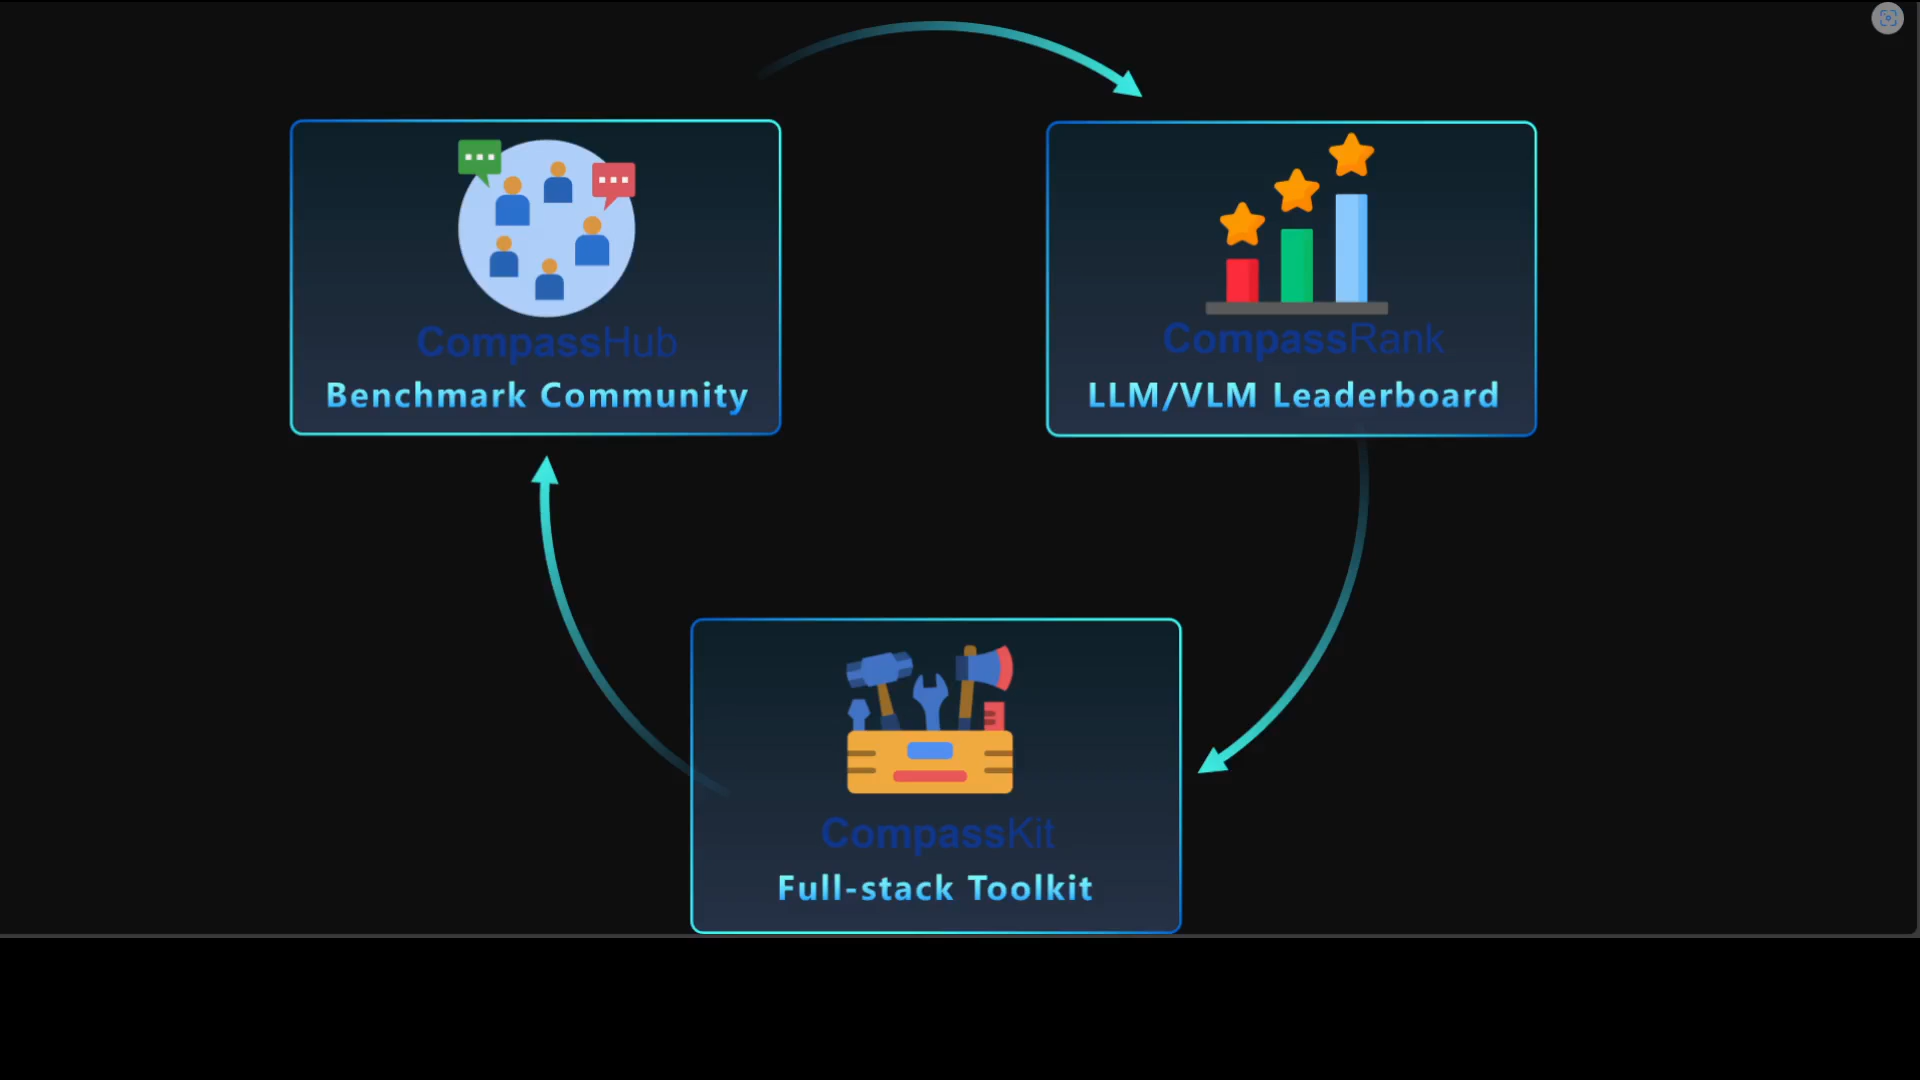 CompassHub
Benchmark Community
CompassRank
LLM/VLM Leaderboard
CompassKit
Full-stack Toolkit